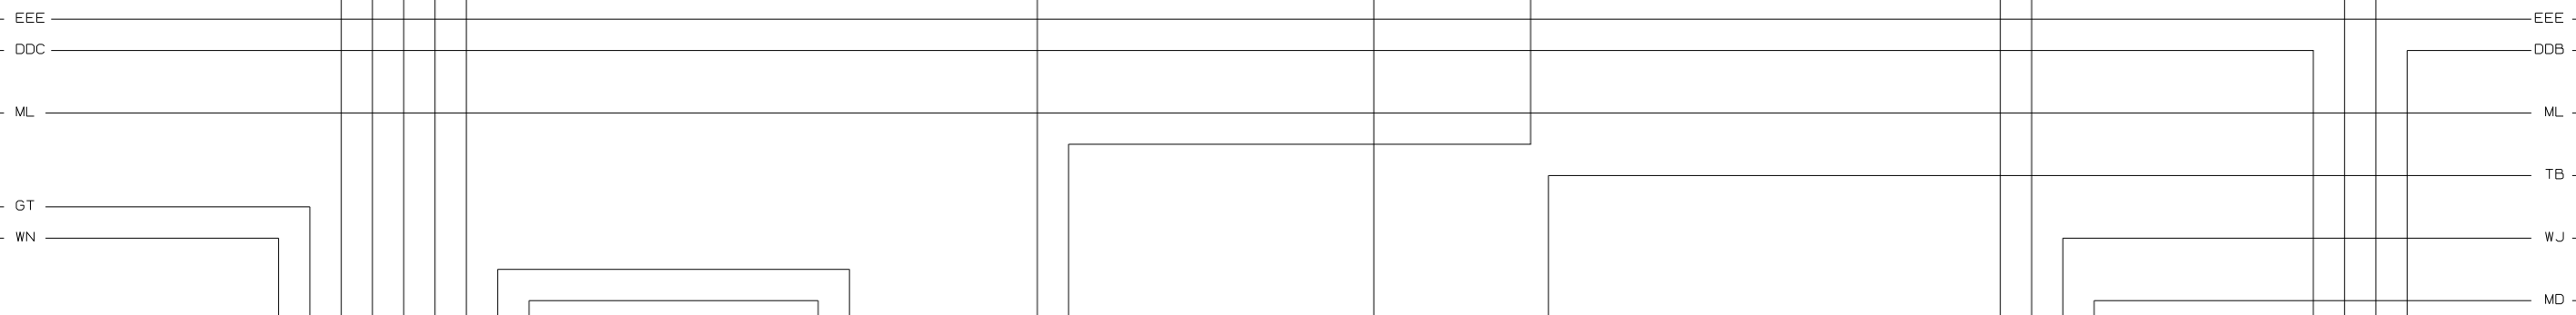 EEE EEE
DDC DDB
ML ML
TB
GT
WN WJ
MD